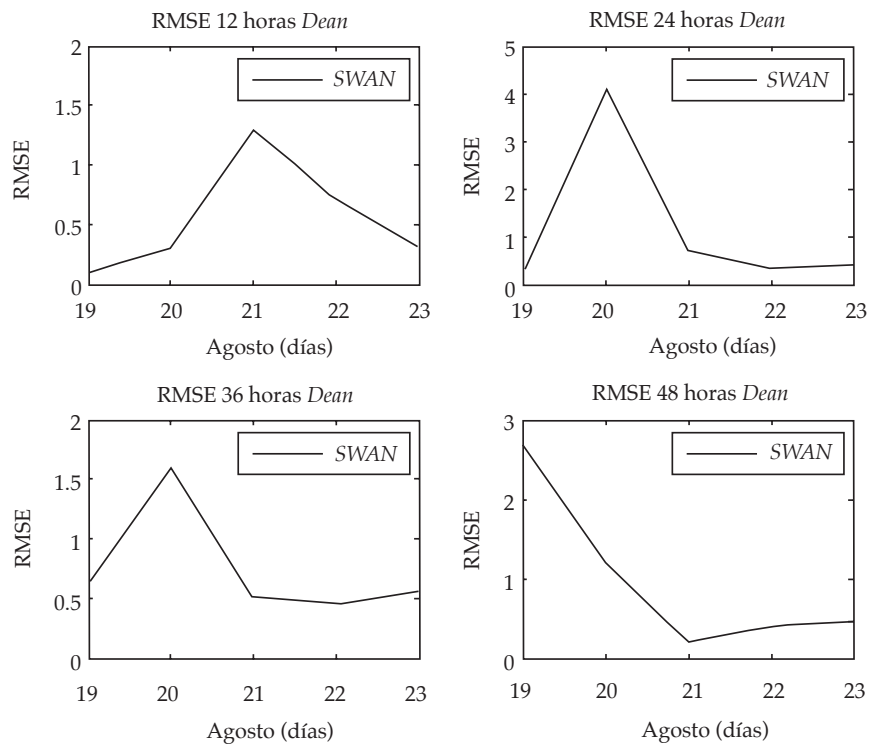 RMSE 12 horas Dean
2
1.5
1
0.5
0
RMSE
SWAN
19 20 21 22 23
Agosto (días)
RMSE 24 horas Dean
5
4
3
2
1
0
RMSE
SWAN
19 20 21 22 23
Agosto (días)
RMSE 36 horas Dean
2
1.5
1
0.5
0
RMSE
SWAN
19 20 21 22 23
Agosto (días)
RMSE 48 horas Dean
3
2
1
0
RMSE
SWAN
19 20 21 22 23
Agosto (días)